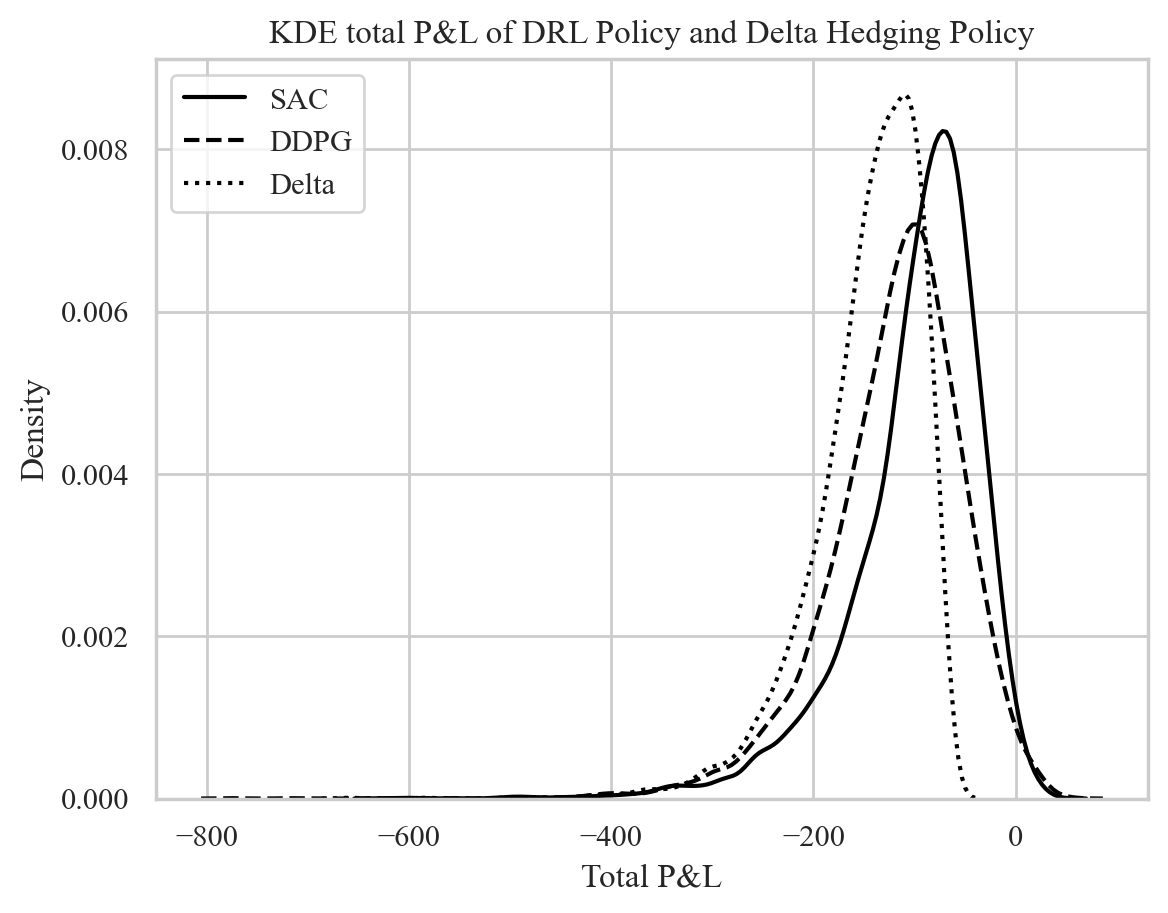 KDE total P&L of DRL Policy and Delta Hedging Policy
SAC
DDPG
Delta
0.008
0.006
0.004
0.002
0.000
Density
−800
−600
−400
−200
0
Total P&L